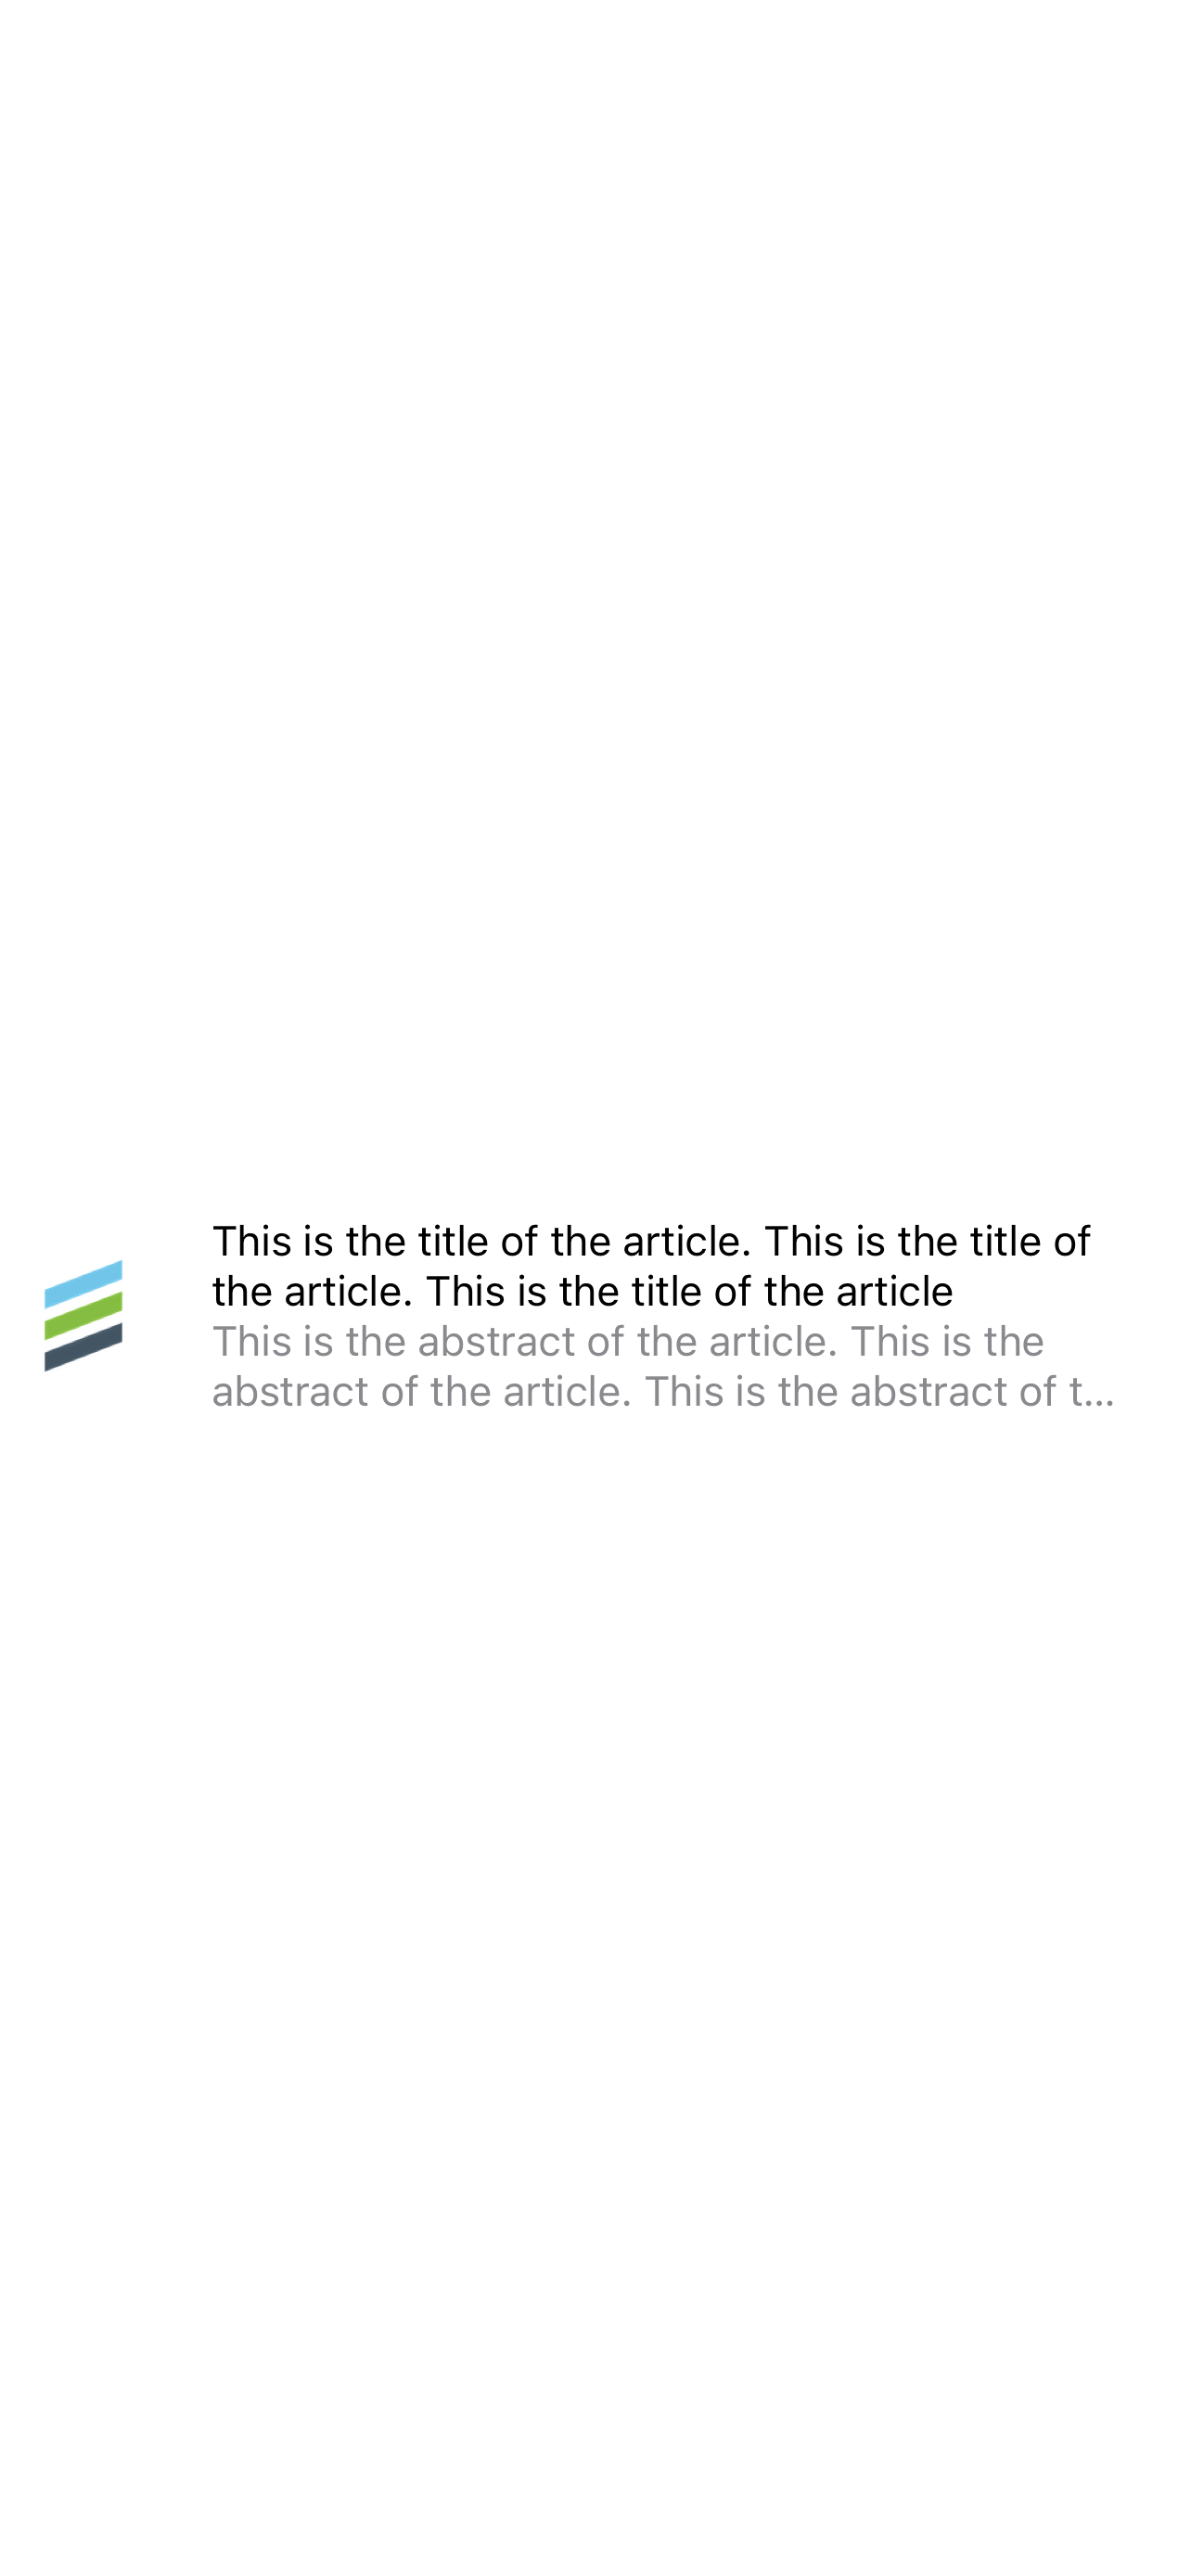 This is the title of the article. This is the title of
the article. This is the title of the article
This is the abstract of the article. This is the
abstract of the article. This is the abstract of t...